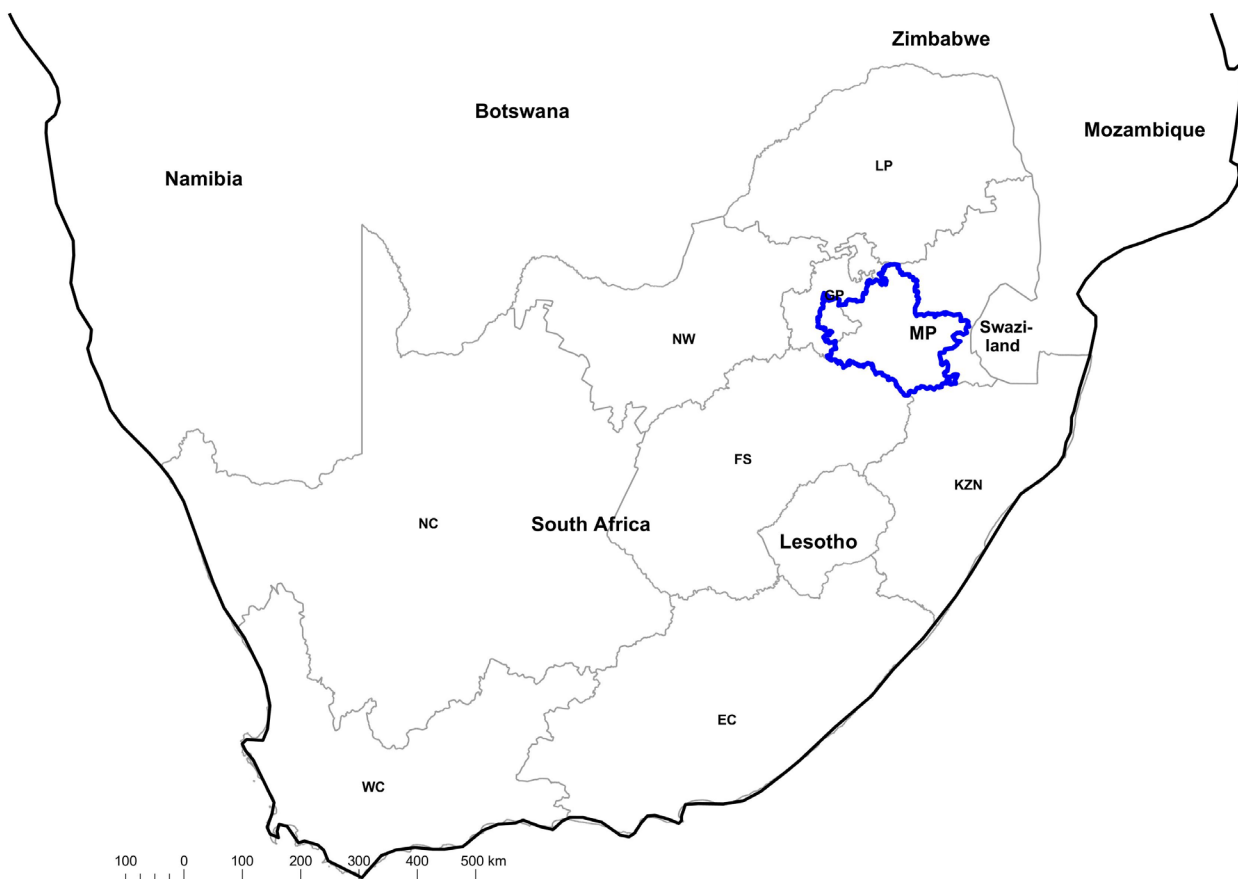 Zimbabwe
Botswana
Mozambique
LP
Namibia
GP
MP
Swazi-
land
NW
FS
KZN
NC
South Africa
Lesotho
EC
WC
100 0 100 200 300 400 500 km